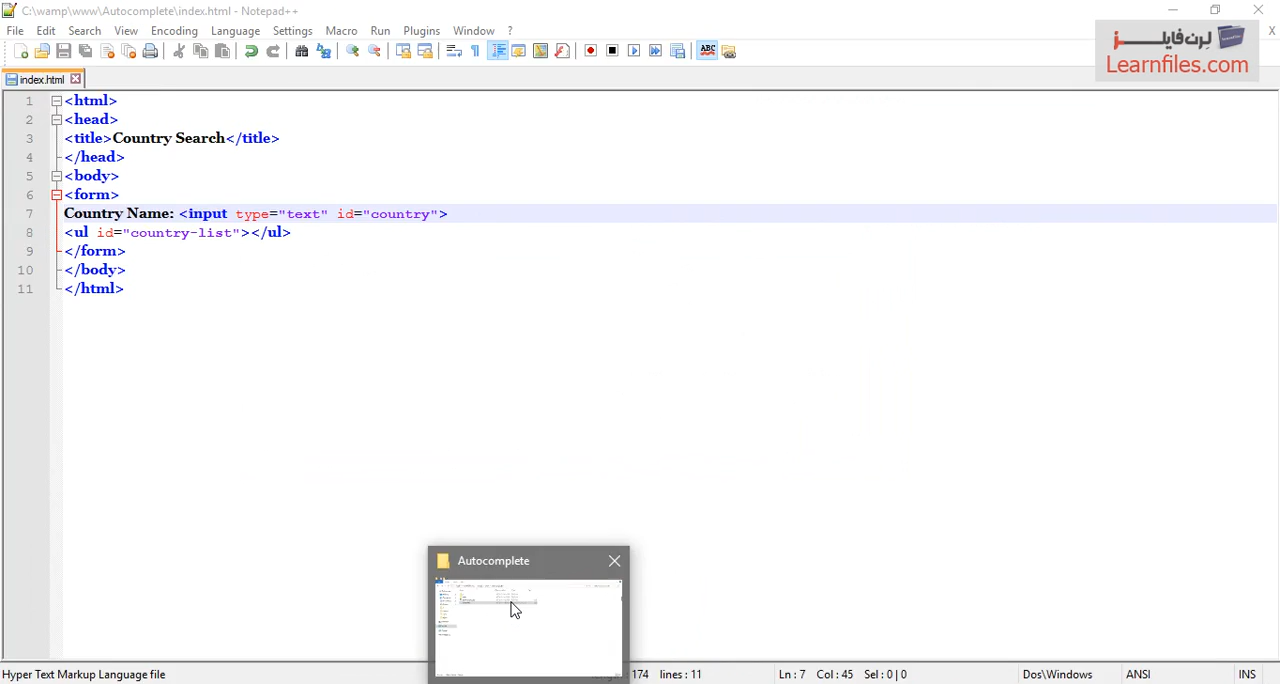 C:\wamp\www\Autocomplete\index.html - Notepad++
File Edit Search View Encoding Language Settings Macro Run Plugins Window ?
X
ABC
لرن فایلز
Learnfiles.com
index.html
1 <html>
2 <head>
3 <title>Country Search</title>
4 </head>
5 <body>
6 <form>
7 Country Name: <input type="text" id="country">
8 <ul id="country-list"></ul>
9 </form>
10 </body>
11 </html>
Autocomplete
Hyper Text Markup Language file 174 lines : 11 Ln : 7 Col : 45 Sel : 0 | 0 Dos\Windows ANSI INS